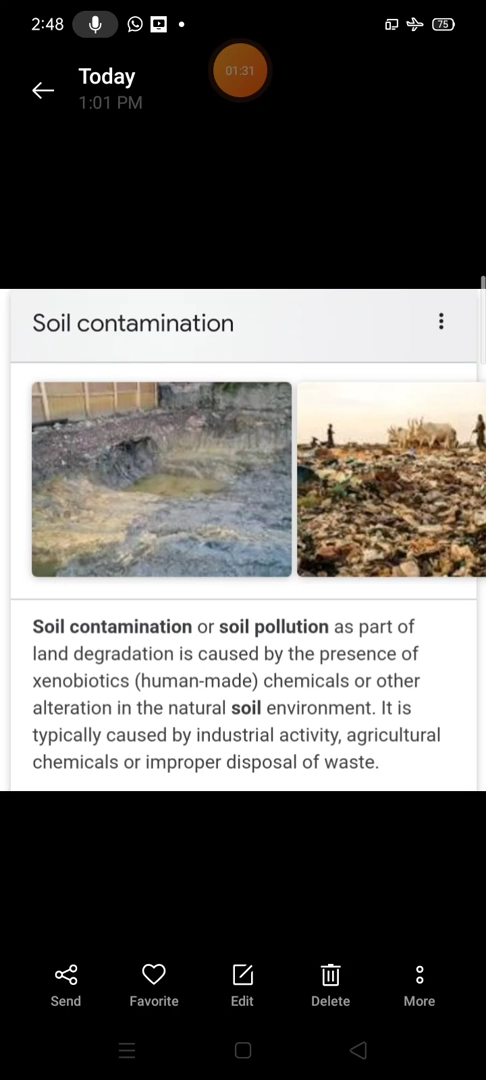 2:48
75
Today
01:31
1:01 PM
Soil contamination
Soil contamination or soil pollution as part of
land degradation is caused by the presence of
xenobiotics (human-made) chemicals or other
alteration in the natural soil environment. It is
typically caused by industrial activity, agricultural
chemicals or improper disposal of waste.
Send Favorite Edit Delete More